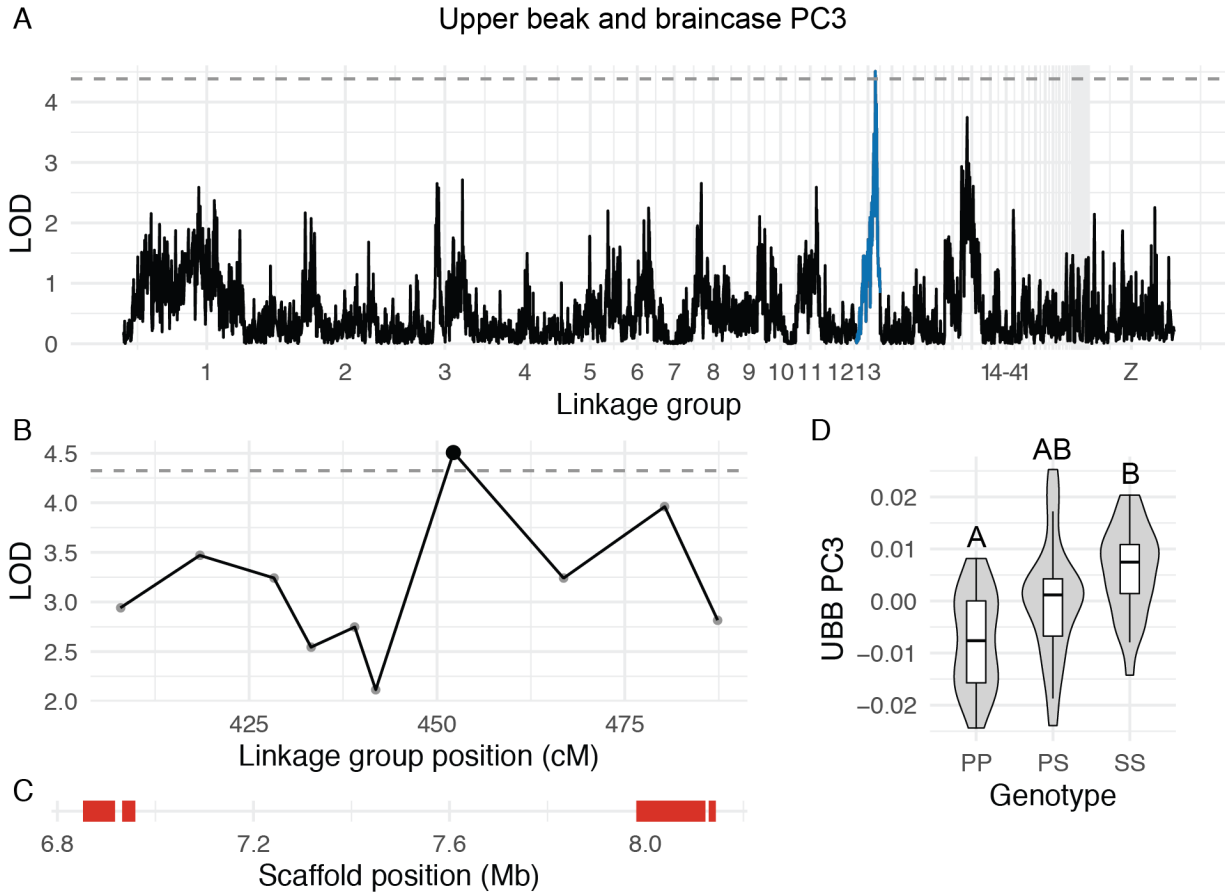 A
Upper beak and braincase PC3
LOD
4
3
2
1
0
1 2 3 4 5 6 7 8 9 10 11 12 13 14-41 Z
Linkage group
B
LOD
4.5
4.0
3.5
3.0
2.5
2.0
425 450 475
Linkage group position (cM)
C
6.8 7.2 7.6 8.0
Scaffold position (Mb)
D
UBB PC3
0.02
0.01
0.00
−0.01
−0.02
A AB B
PP PS SS
Genotype